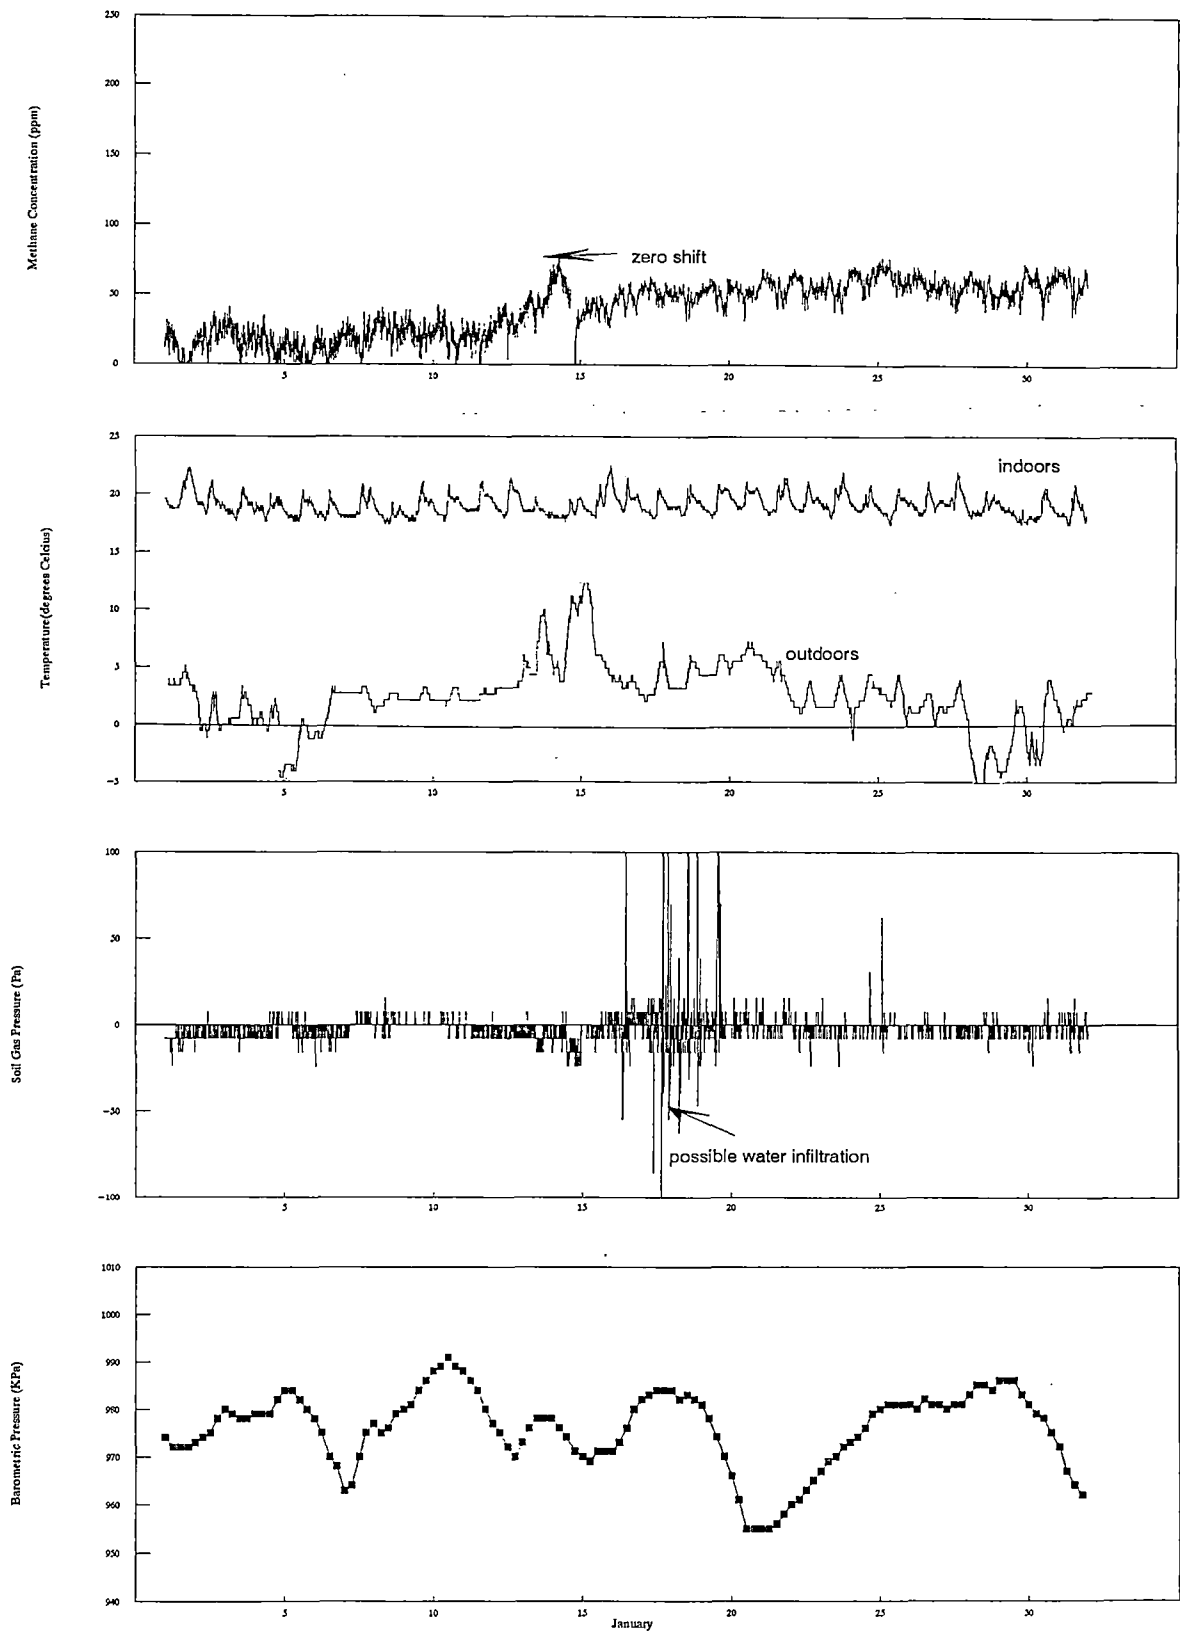 Methane Concentration (ppm)
250
200
150
100
50
0
zero shift
5 10 15 20 25 30
Temperature(degrees Celcius)
25
20
15
10
5
0
-5
indoors
outdoors
5 10 15 20 25 30
Soil Gas Pressure (Pa)
100
50
0
-50
-100
possible water infiltration
5 10 15 20 25 30
Barometric Pressure (KPa)
1010
1000
990
980
970
960
950
940
5 10 15 20 25 30
January